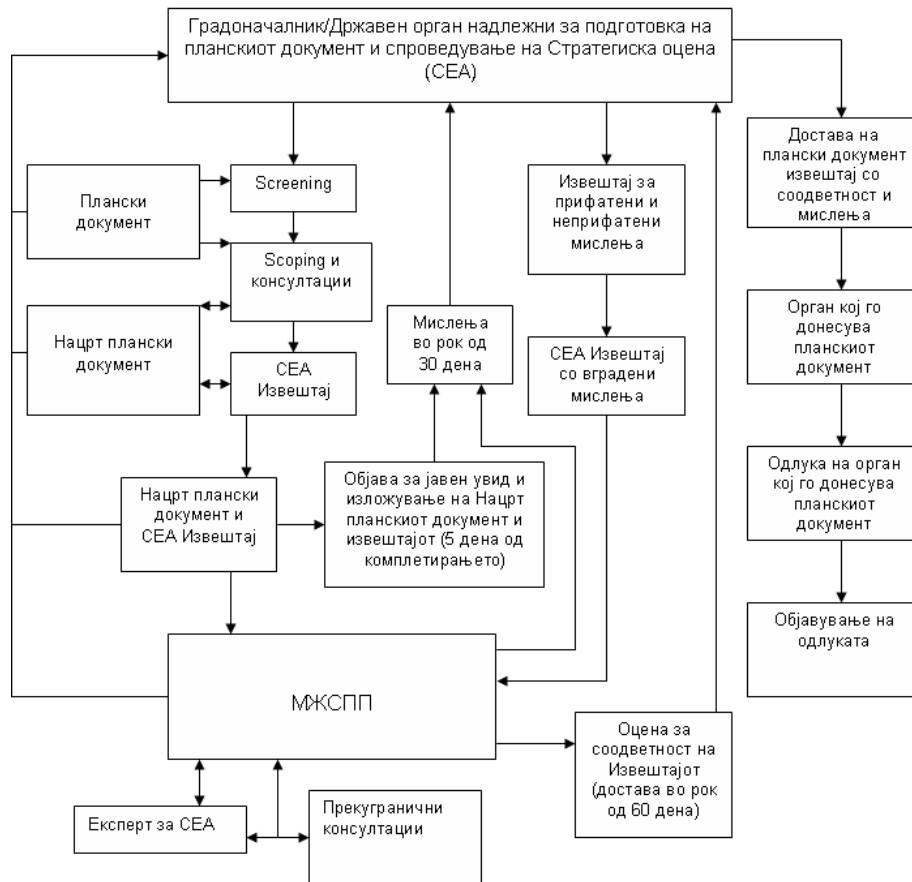 Градоначалник/Државен орган надлежни за подготовка на
планскиот документ и спроведување на Стратегиска оцена
(СЕА)
Достава на
плански документ
извештај со
соодветност и
мислења
Screening
Извештај за
прифатени и
неприфатени
мислења
Плански
документ
Scoping и
консултации
Орган кој го
донесува
планскиот
документ
Мислења
во рок од
30 дена
Нацрт плански
документ
СЕА
Извештај
СЕА Извештај
со вградени
мислења
Одлука на орган
кој го донесува
планскиот
документ
Нацрт плански
документ и
СЕА Извештај
Објава за јавен увид и
изложување на Нацрт
планскиот документ и
извештајот (5 дена од
комплетирањето)
Објавување на
одлуката
МЖСПП
Оцена за
соодветност на
Извештајот
(достава во рок
од 60 дена)
Експерт за СЕА
Прекугранични
консултации